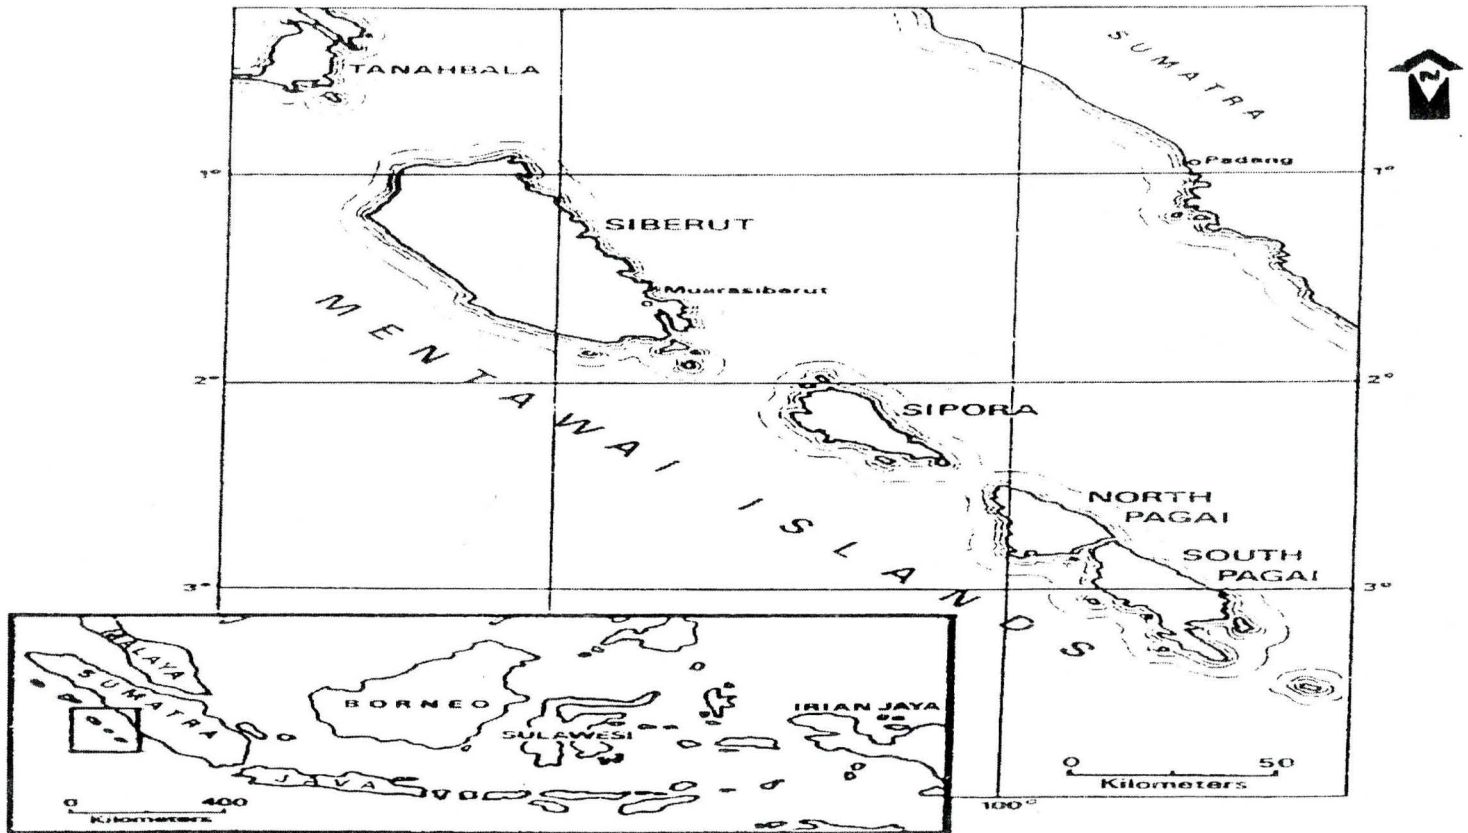 TANAHBALA
SUMATRA
N
Padang
1°
1°
SIBERUT
Muarasiberut
MENTAWAI ISLANDS
2°
2°
SIPORA
NORTH
PAGAI
SOUTH
PAGAI
3°
3°
MALAYA
SUMATRA
BORNEO
IRIAN JAYA
SULAWESI
JAVA
0 400
Kilometers
0 50
Kilometers
100°